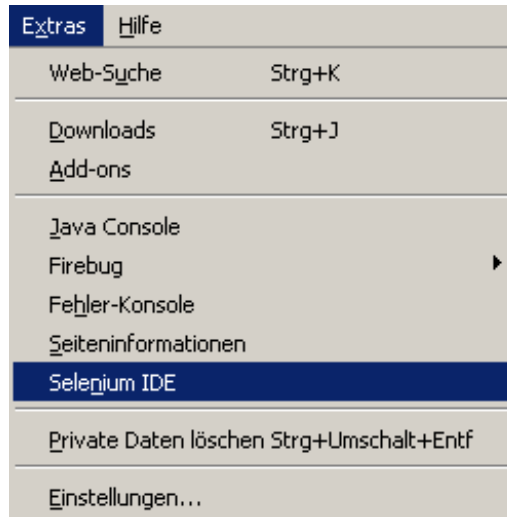 Extras Hilfe
Web-Suche Strg+K
Downloads Strg+J
Add-ons
Java Console
Firebug
Fehler-Konsole
Seiteninformationen
Selenium IDE
Private Daten löschen Strg+Umschalt+Entf
Einstellungen...